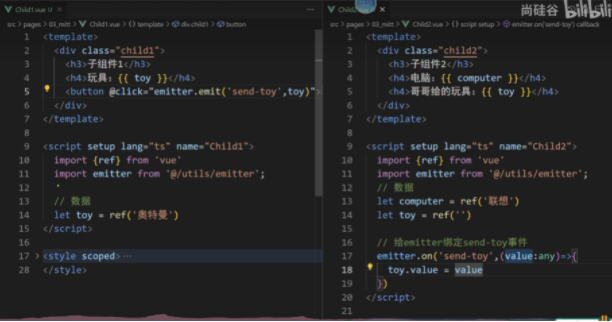 Child1.vue U
src > pages > 03_mitt > Child1.vue > {} template > div.child1 > button
1 <template>
2 <div class="child1">
3 <h3>子组件1</h3>
4 <h4>玩具：{{ toy }}</h4>
5 <button @click="emitter.emit('send-toy',toy)">
6 </div>
7 </template>
8
9 <script setup lang="ts" name="Child1">
10 import {ref} from 'vue'
11 import emitter from '@/utils/emitter';
12
13 // 数据
14 let toy = ref('奥特曼')
15 </script>
16
17 <style scoped>
28 </style>
尚硅谷
bilibili
src > pages > 03_mitt > Child2.vue > {} script setup > emitter.on('send-toy') callback
1 <template>
2 <div class="child2">
3 <h3>子组件2</h3>
4 <h4>电脑：{{ computer }}</h4>
5 <h4>哥哥给的玩具：{{ toy }}</h4>
6 </div>
7 </template>
8
9 <script setup lang="ts" name="Child2">
10 import {ref} from 'vue'
11 import emitter from '@/utils/emitter';
12 // 数据
13 let computer = ref('联想')
14 let toy = ref('')
15
16 // 给emitter绑定send-toy事件
17 emitter.on('send-toy',(value:any)=>{
18 toy.value = value
19 })
20 </script>
21